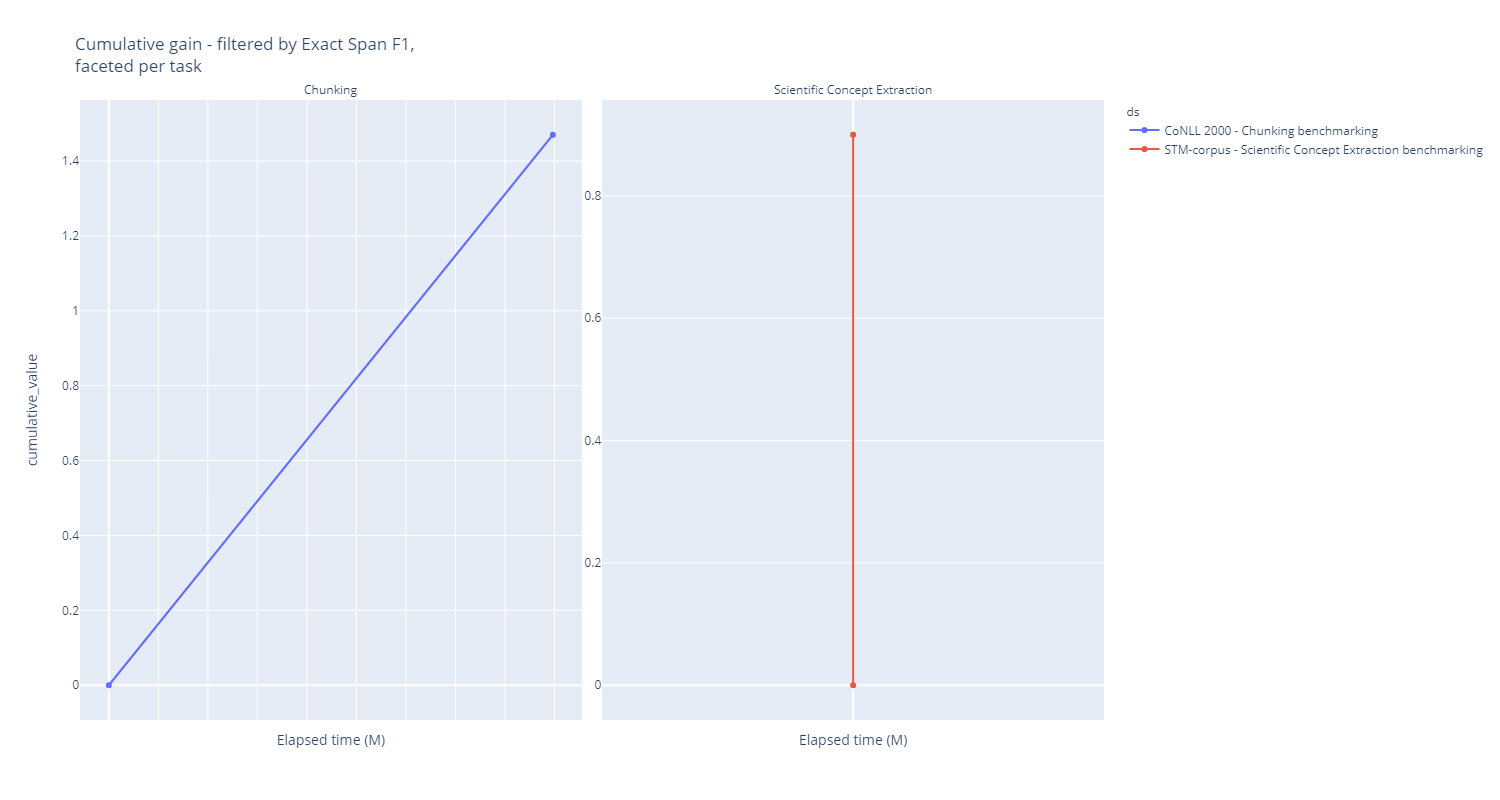 Cumulative gain - filtered by Exact Span F1,
faceted per task
Chunking
Scientific Concept Extraction
ds
CoNLL 2000 - Chunking benchmarking
STM-corpus - Scientific Concept Extraction benchmarking
cumulative_value
1.4
1.2
1
0.8
0.6
0.4
0.2
0
0.8
0.6
0.4
0.2
0
Elapsed time (M)
Elapsed time (M)